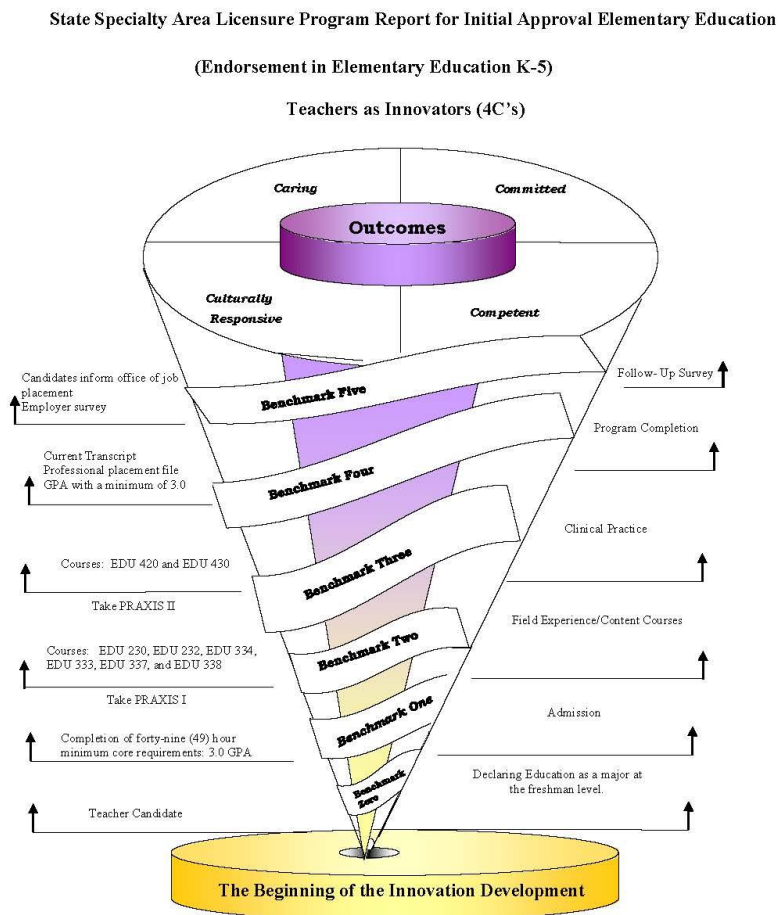 State Specialty Area Licensure Program Report for Initial Approval Elementary Education
(Endorsement in Elementary Education K-5)
Teachers as Innovators (4C's)
Caring
Committed
Outcomes
Culturally
Responsive
Competent
Candidates inform office of job
placement
Employer survey
Benchmark Five
Follow- Up Survey
Current Transcript
Professional placement file
GPA with a minimum of 3.0
Benchmark Four
Program Completion
Courses: EDU 420 and EDU 430
Benchmark Three
Clinical Practice
Take PRAXIS II
Courses: EDU 230, EDU 232, EDU 334,
EDU 333, EDU 337, and EDU 338
Benchmark Two
Field Experience/Content Courses
Take PRAXIS I
Completion of forty-nine (49) hour
minimum core requirements: 3.0 GPA
Benchmark One
Admission
Teacher Candidate
Benchmark
Zero
Declaring Education as a major at
the freshman level.
The Beginning of the Innovation Development